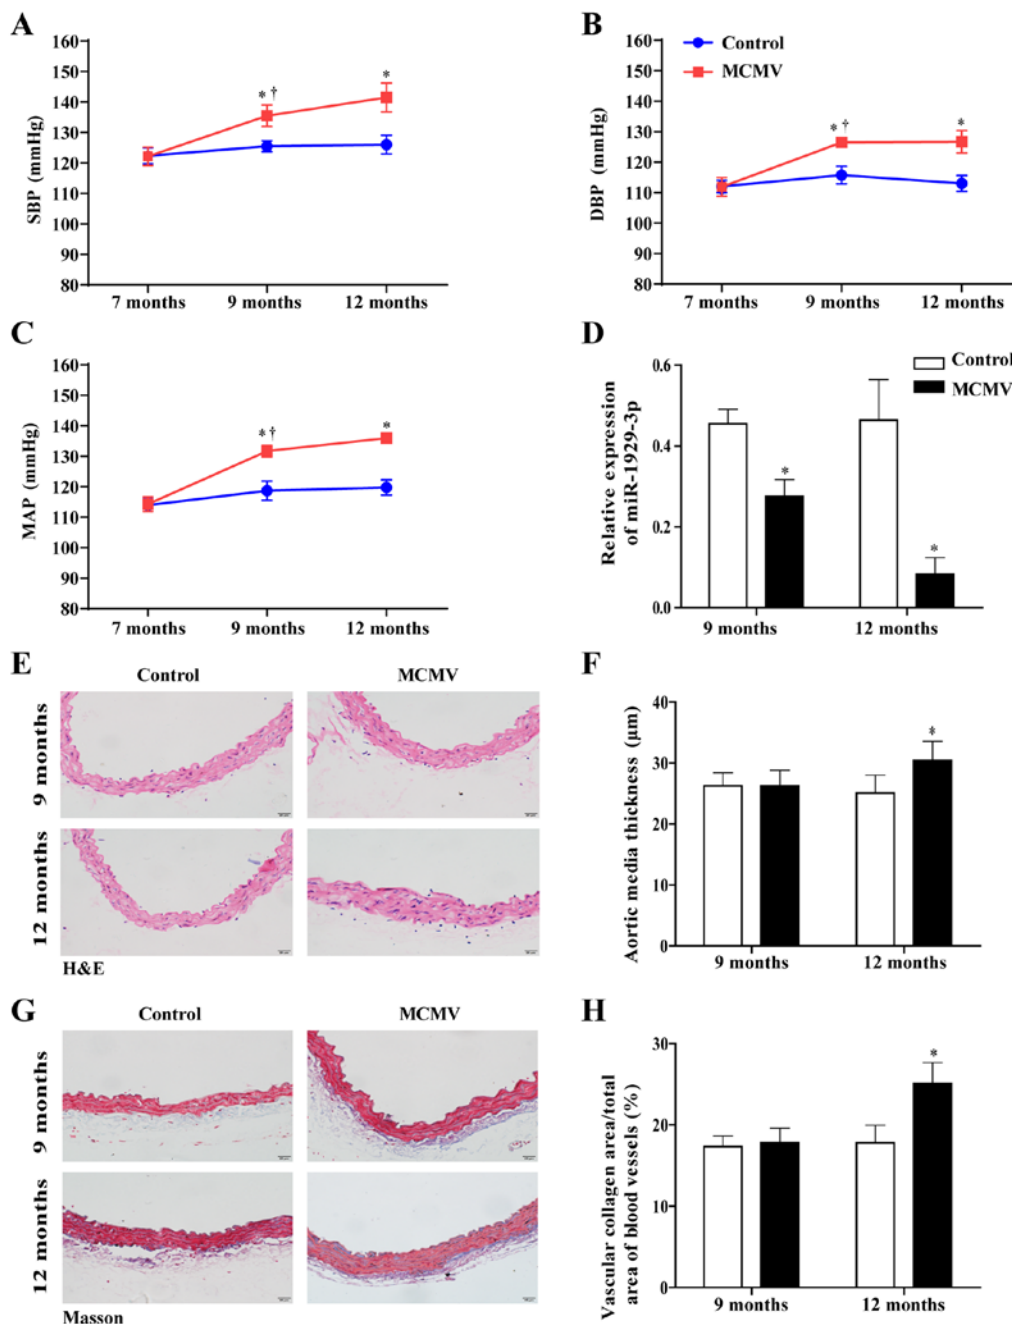 A
160
150
140
130
120
110
100
90
80
SBP (mmHg)
* †
*
7 months
9 months
12 months
B
160
150
140
130
120
110
100
90
80
DBP (mmHg)
Control
MCMV
* †
*
7 months
9 months
12 months
C
160
150
140
130
120
110
100
90
80
MAP (mmHg)
*†
*
7 months
9 months
12 months
D
0.6
0.4
0.2
0.0
Relative expression
of miR-1929-3p
Control
MCMV
*
*
9 months
12 months
E
Control
MCMV
9 months
12 months
H&E
F
40
30
20
10
0
Aortic media thickness (μm)
*
9 months
12 months
G
Control
MCMV
9 months
12 months
Masson
H
30
20
10
0
Vascular collagen area/total
area of blood vessels (%)
*
9 months
12 months